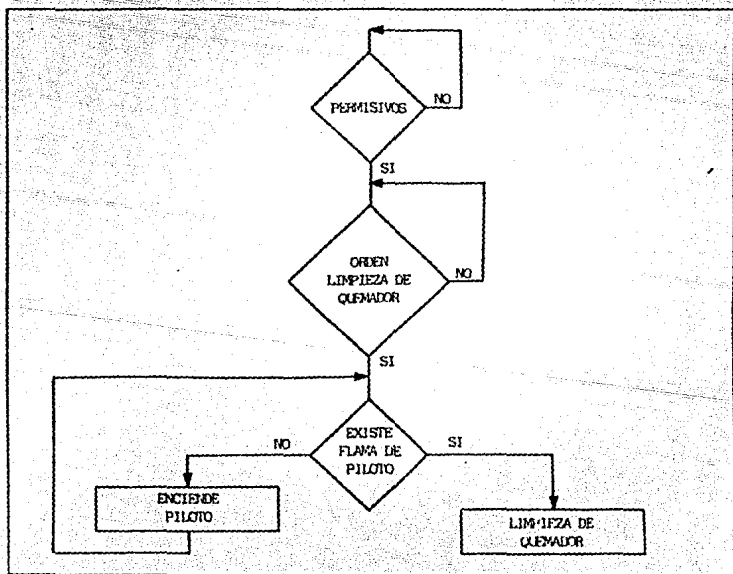 PERMISIVOS
NO
SI
ORDEN
LIMPIEZA DE
QUEMADOR
NO
SI
EXISTE
FLAMA DE
PILOTO
NO
SI
ENCIENDE
PILOTO
LIMPIEZA DE
QUEMADOR